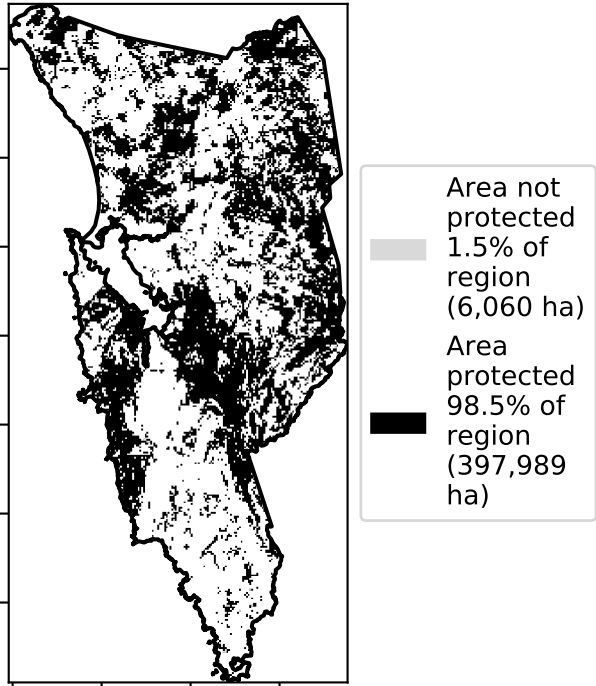 Area not
protected
1.5% of
region
(6,060 ha)
Area
protected
98.5% of
region
(397,989
ha)